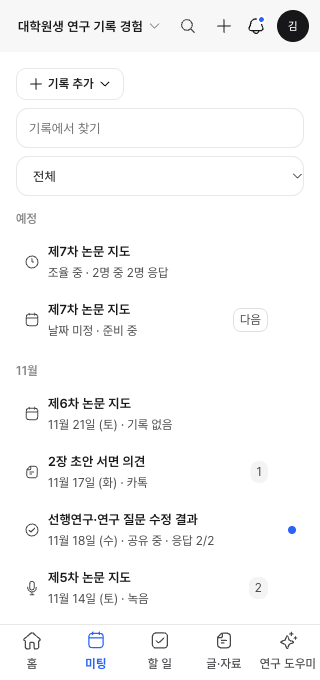 대학원생 연구 기록 경험
김
기록 추가
기록에서 찾기
전체
예정
제7차 논문 지도
조율 중 · 2명 중 2명 응답
제7차 논문 지도
날짜 미정 · 준비 중
다음
11월
제6차 논문 지도
11월 21일 (토) · 기록 없음
2장 초안 서면 의견
11월 17일 (화) · 카톡
1
선행연구·연구 질문 수정 결과
11월 18일 (수) · 공유 중 · 응답 2/2
제5차 논문 지도
11월 14일 (토) · 녹음
2
홈
미팅
할 일
글·자료
연구 도우미